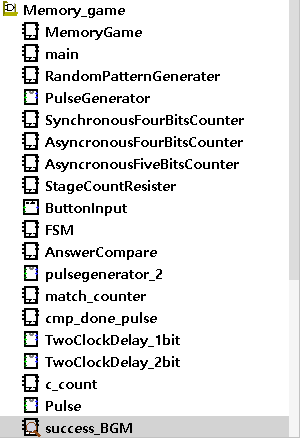 Memory_game
MemoryGame
main
RandomPatternGenerater
PulseGenerator
SynchronousFourBitsCounter
AsyncronousFourBitsCounter
AsyncronousFiveBitsCounter
StageCountResister
ButtonInput
FSM
AnswerCompare
pulsegenerator_2
match_counter
cmp_done_pulse
TwoClockDelay_1bit
TwoClockDelay_2bit
c_count
Pulse
success_BGM